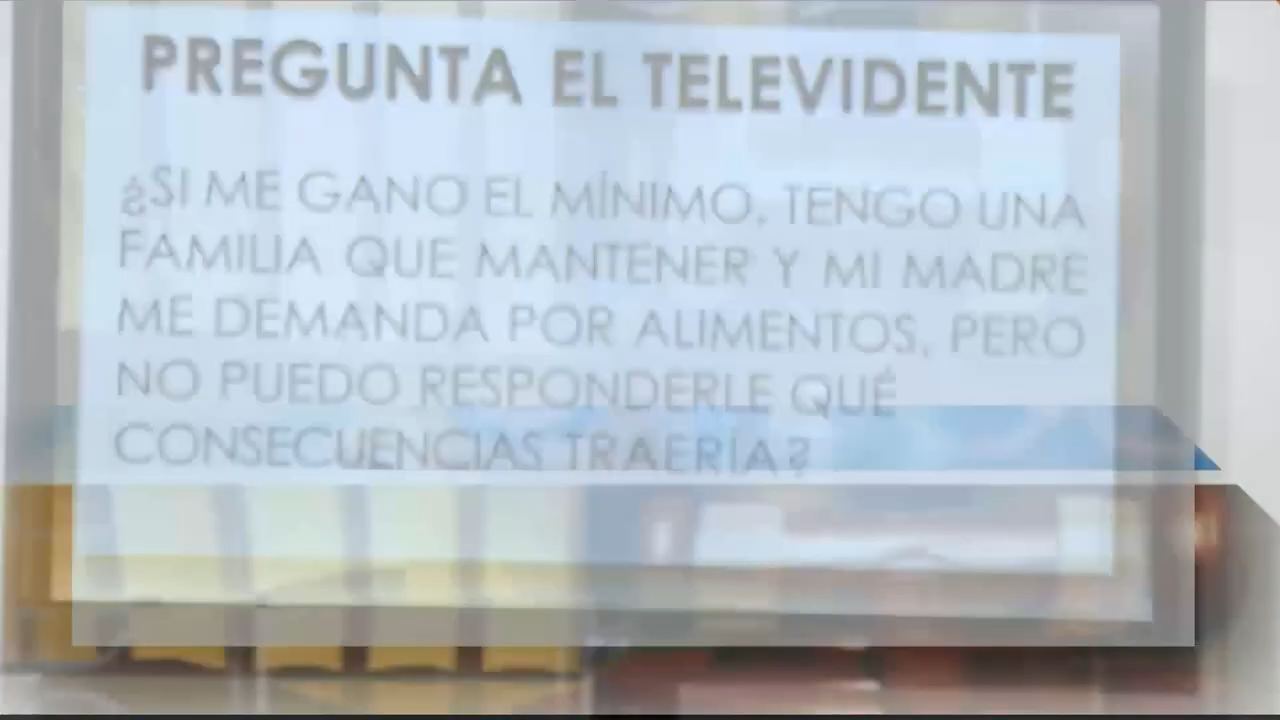 PREGUNTA EL TELEVIDENTE
¿SI ME GANO EL MÍNIMO, TENGO UNA
FAMILIA QUE MANTENER Y MI MADRE
ME DEMANDA POR ALIMENTOS, PERO
NO PUEDO RESPONDERLE QUÉ
CONSECUENCIAS TRAERÍA?